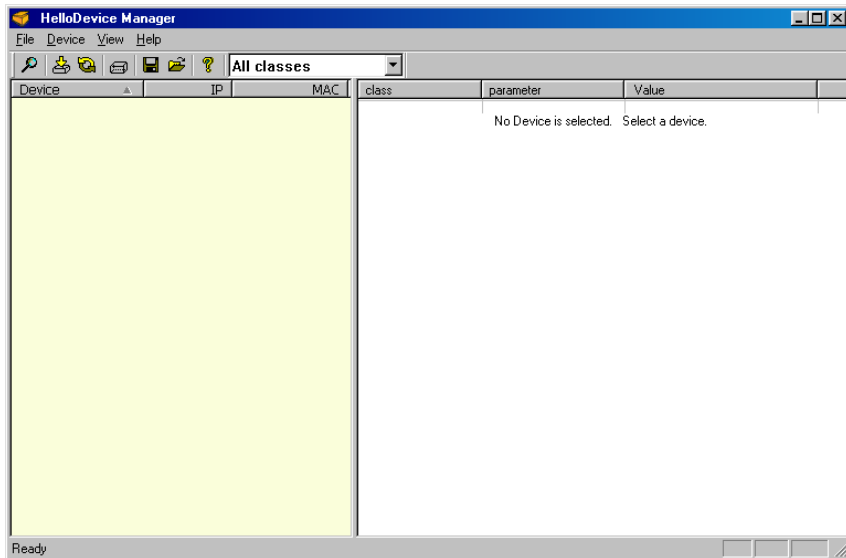 HelloDevice Manager
File Device View Help
All classes
Device IP MAC class parameter Value
No Device is selected. Select a device.
Ready